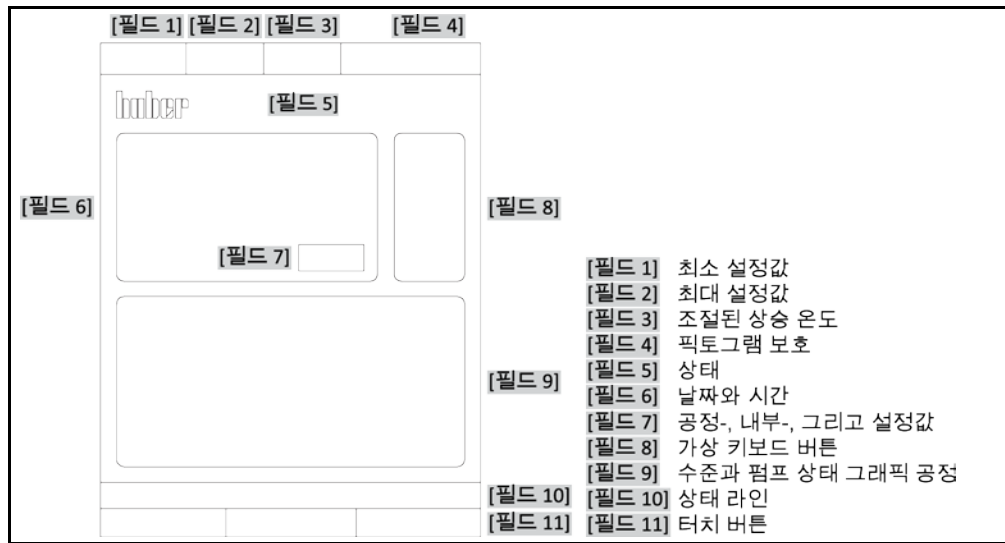 [필드 1] [필드 2] [필드 3] [필드 4]
huber [필드 5]
[필드 6] [필드 8]
[필드 7]
[필드 1] 최소 설정값
[필드 2] 최대 설정값
[필드 3] 조절된 상승 온도
[필드 4] 픽토그램 보호
[필드 9] [필드 5] 상태
[필드 6] 날짜와 시간
[필드 7] 공정-, 내부-, 그리고 설정값
[필드 8] 가상 키보드 버튼
[필드 9] 수준과 펌프 상태 그래픽 공정
[필드 10] [필드 10] 상태 라인
[필드 11] [필드 11] 터치 버튼